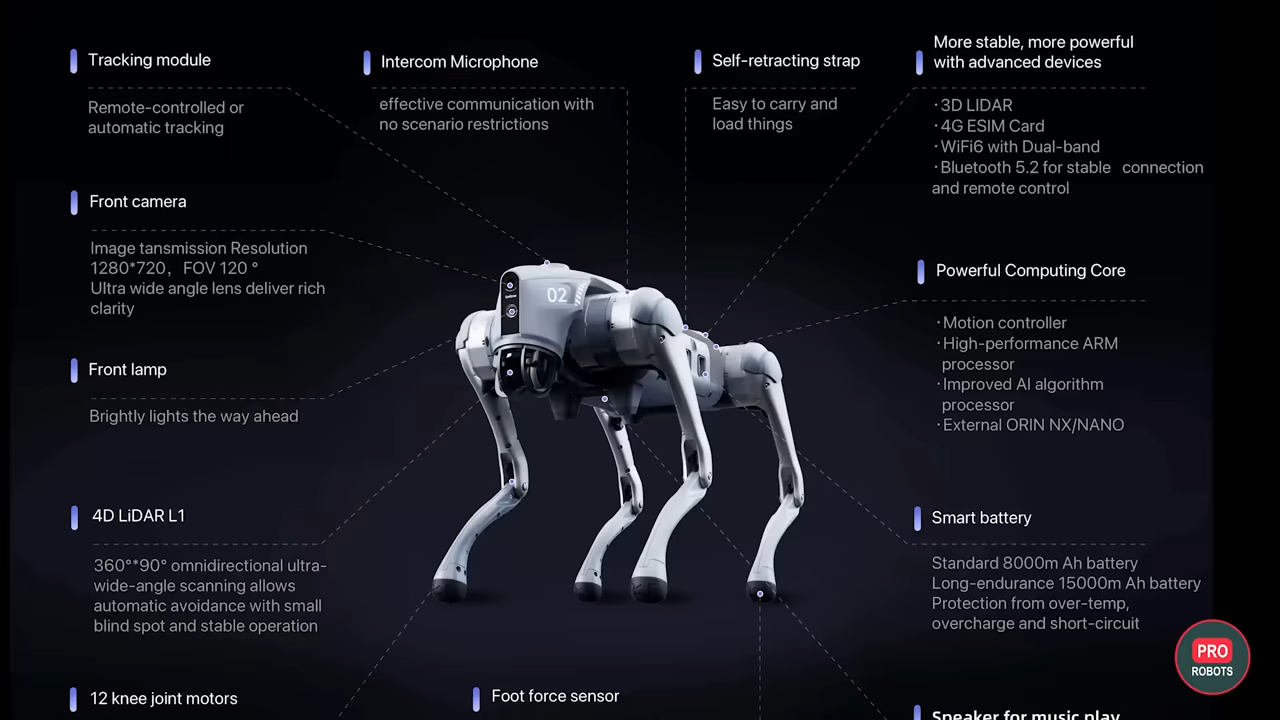 Tracking module
Remote-controlled or
automatic tracking
Intercom Microphone
effective communication with
no scenario restrictions
Self-retracting strap
Easy to carry and
load things
More stable, more powerful
with advanced devices
·3D LIDAR
·4G ESIM Card
·WiFi6 with Dual-band
·Bluetooth 5.2 for stable connection
and remote control
Front camera
Image tansmission Resolution
1280*720, FOV 120 °
Ultra wide angle lens deliver rich
clarity
Powerful Computing Core
·Motion controller
·High-performance ARM
processor
·Improved AI algorithm
processor
·External ORIN NX/NANO
02
Front lamp
Brightly lights the way ahead
4D LiDAR L1
360°*90° omnidirectional ultra-
wide-angle scanning allows
automatic avoidance with small
blind spot and stable operation
Smart battery
Standard 8000m Ah battery
Long-endurance 15000m Ah battery
Protection from over-temp,
overcharge and short-circuit
12 knee joint motors
Foot force sensor
Speaker for music play
PRO
ROBOTS